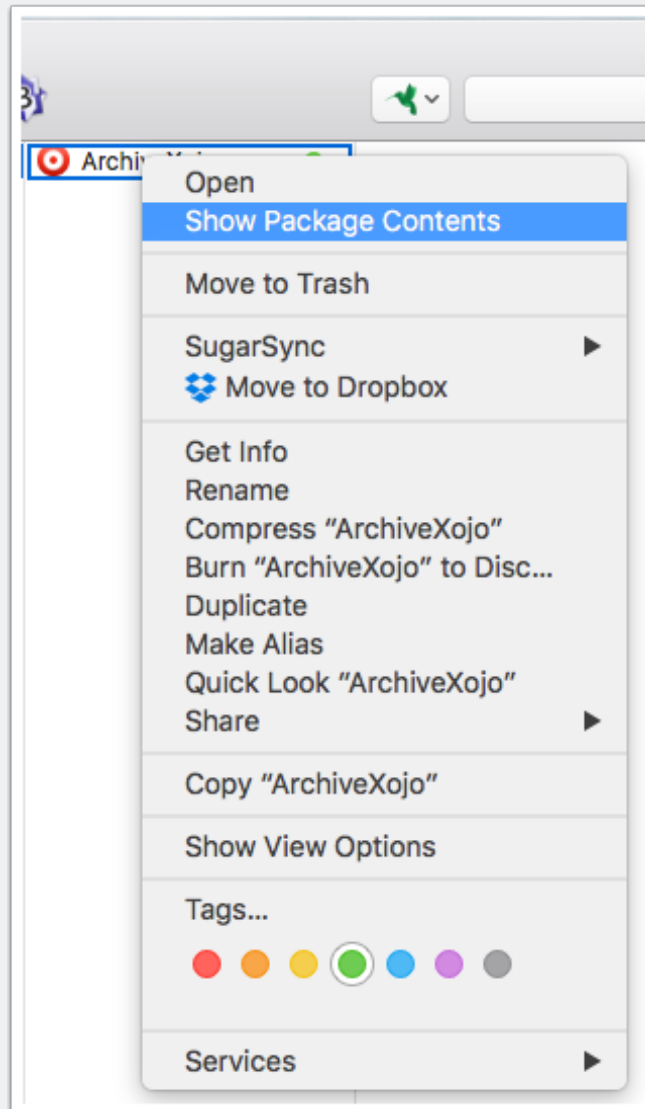 Open
Show Package Contents
Move to Trash
SugarSync
Move to Dropbox
Get Info
Rename
Compress “ArchiveXojo”
Burn “ArchiveXojo” to Disc...
Duplicate
Make Alias
Quick Look “ArchiveXojo”
Share
Copy “ArchiveXojo”
Show View Options
Tags...
Services